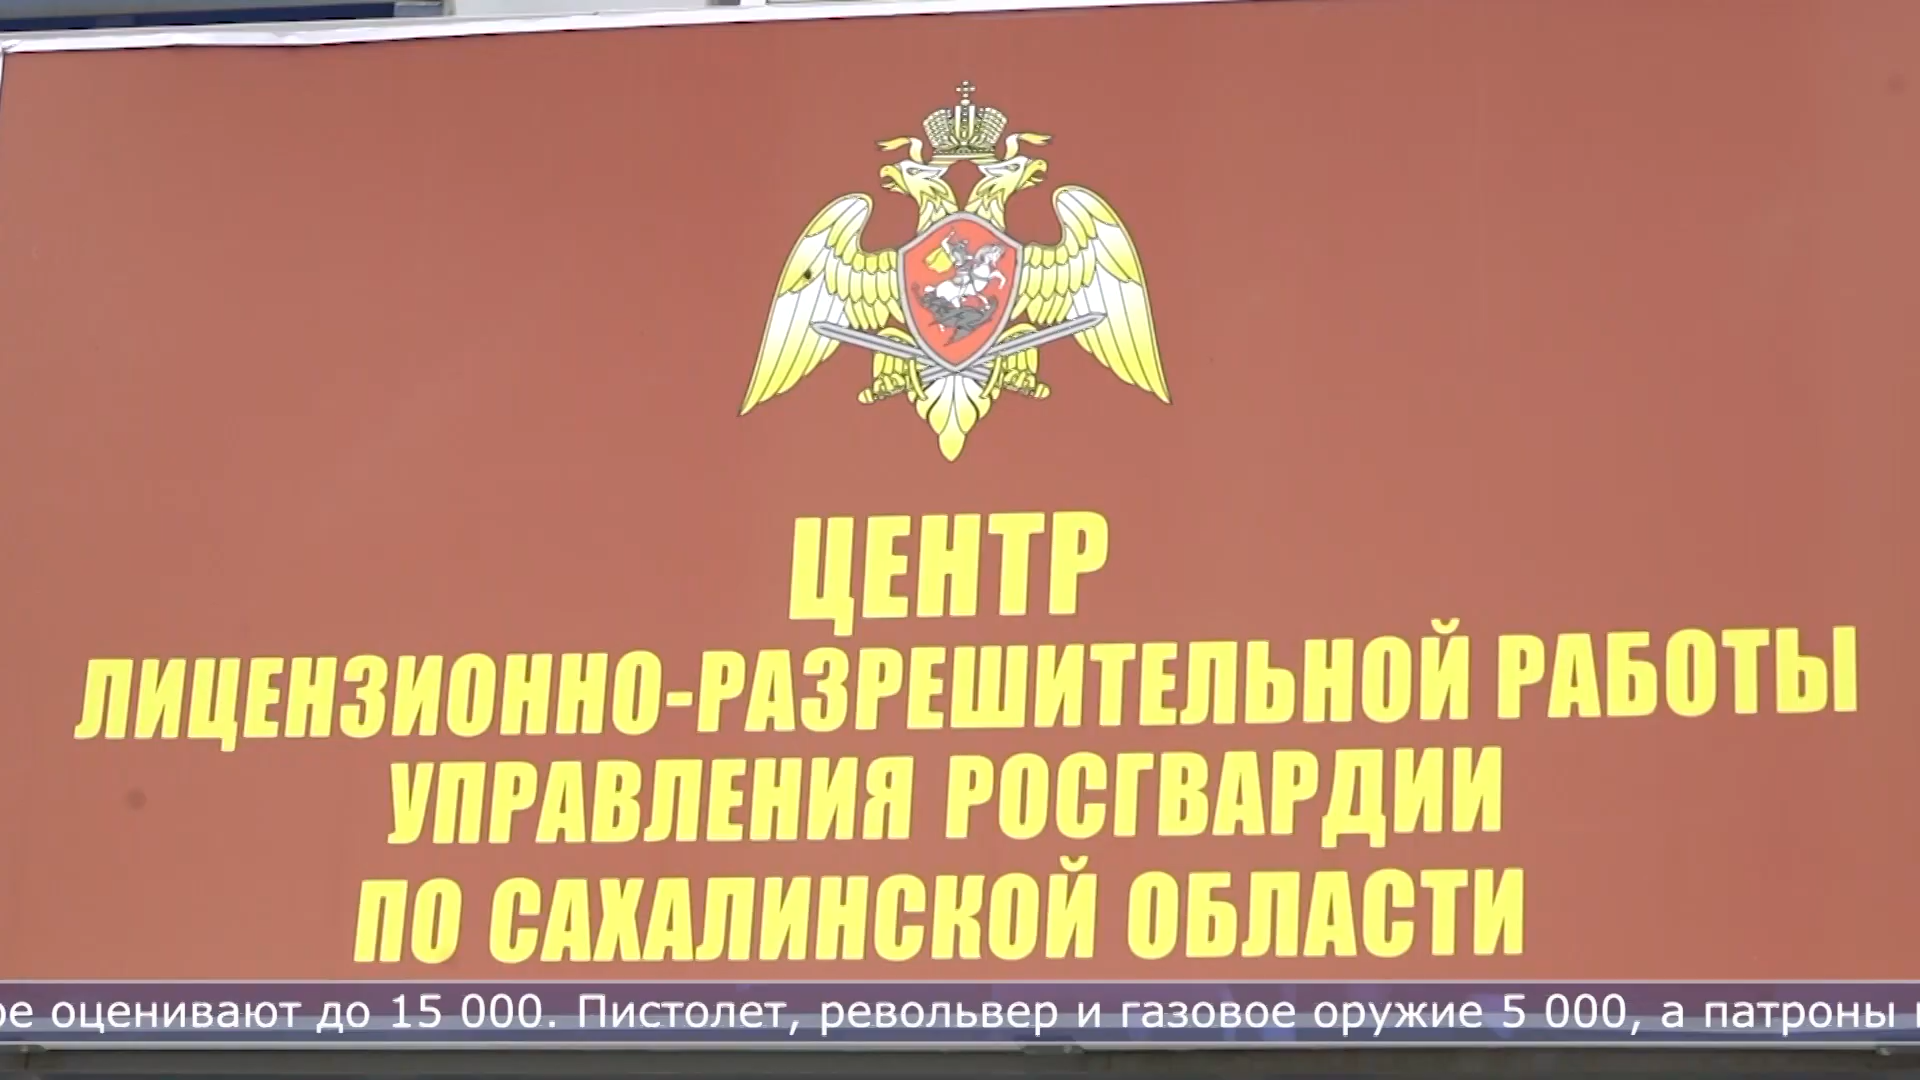 ЦЕНТР
ЛИЦЕНЗИОННО-РАЗРЕШИТЕЛЬНОЙ РАБОТЫ
УПРАВЛЕНИЯ РОСГВАРДИИ
ПО САХАЛИНСКОЙ ОБЛАСТИ
оценивают до 15 000. Пистолет, револьвер и газовое оружие 5 000, а патроны